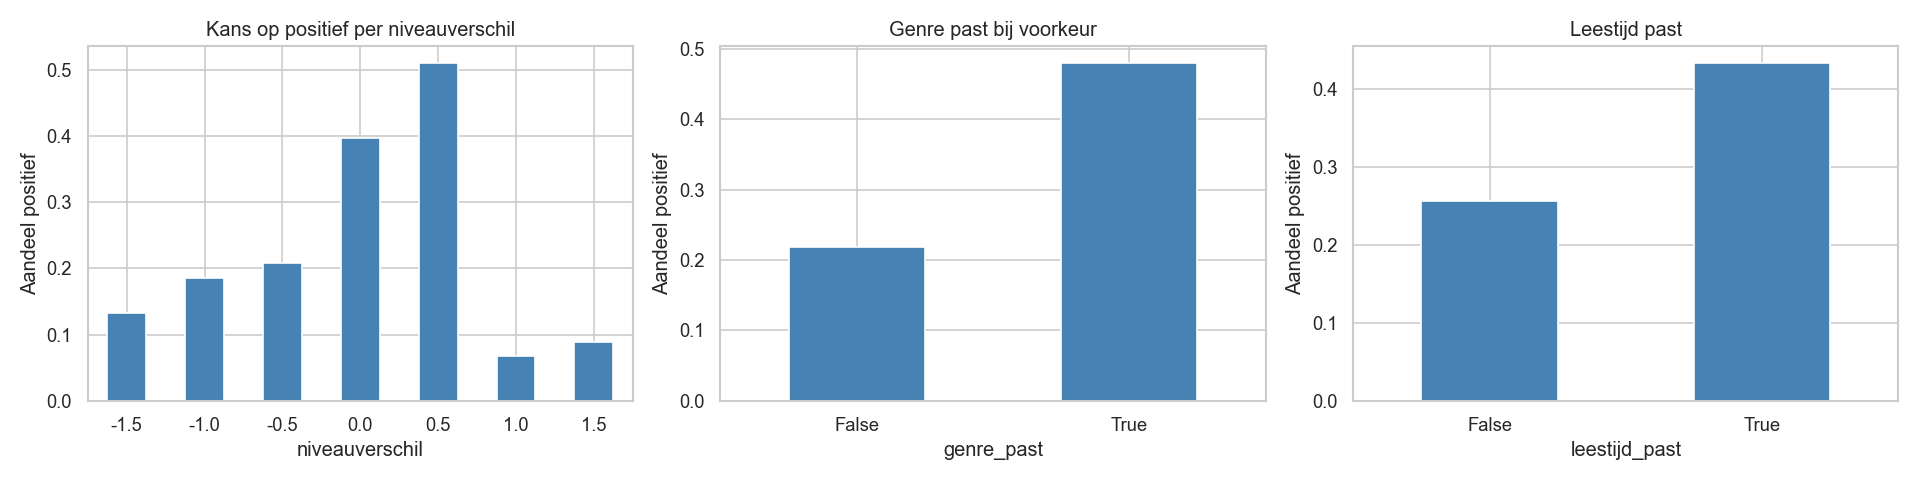 Kans op positief per niveauverschil
Aandeel positief
0.5
0.4
0.3
0.2
0.1
0.0
-1.5 -1.0 -0.5 0.0 0.5 1.0 1.5
niveauverschil
Genre past bij voorkeur
Aandeel positief
0.5
0.4
0.3
0.2
0.1
0.0
False True
genre_past
Leestijd past
Aandeel positief
0.4
0.3
0.2
0.1
0.0
False True
leestijd_past